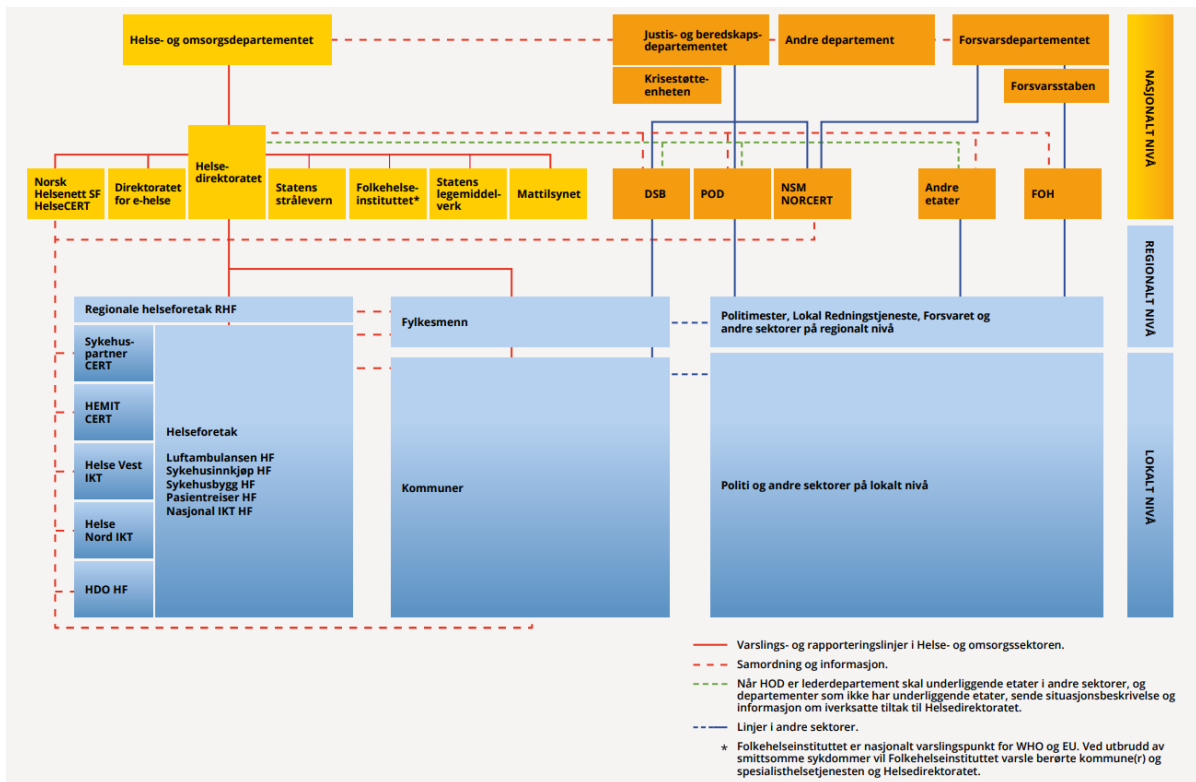 Helse- og omsorgsdepartementet
Justis- og beredskaps-
departementet
Andre departement
Forsvarsdepartementet
Krisestøtte-
enheten
Forsvarsstaben
NASJONALT NIVÅ
Helse-
direktoratet
Norsk
Helsenett SF
HelseCERT
Direktoratet
for e-helse
Statens
strålevern
Folkehelse-
instituttet*
Statens
legemiddel-
verk
Mattilsynet
DSB
POD
NSM
NORCERT
Andre
etater
FOH
REGIONALT NIVÅ
Regionale helseforetak RHF
Fylkesmenn
Politimester, Lokal Redningstjeneste, Forsvaret og
andre sektorer på regionalt nivå
Sykehus-
partner
CERT
HEMIT
CERT
Helse Vest
IKT
Helse
Nord IKT
HDO HF
Helseforetak
Luftambulansen HF
Sykehusinnkjøp HF
Sykehusbygg HF
Pasientreiser HF
Nasjonal IKT HF
Kommuner
Politi og andre sektorer på lokalt nivå
LOKALT NIVÅ
Varslings- og rapporteringslinjer i Helse- og omsorgssektoren.
Samordning og informasjon.
Når HOD er lederdepartement skal underliggende etater i andre sektorer, og
departementer som ikke har underliggende etater, sende situasjonsbeskrivelse og
informasjon om iverksatte tiltak til Helsedirektoratet.
Linjer i andre sektorer.
* Folkehelseinstituttet er nasjonalt varslingspunkt for WHO og EU. Ved utbrudd av
smittsomme sykdommer vil Folkehelseinstituttet varsle berørte kommune(r) og
spesialisthelsetjenesten og Helsedirektoratet.